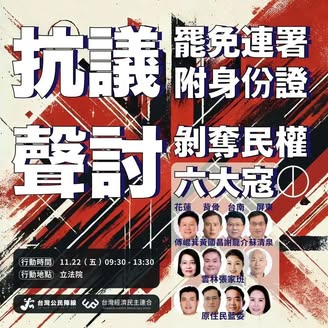 抗議
聲討
罷免連署
附身份證
剝奪民權
六大寇
花蓮 背骨 台南 屏東
傅崐萁 黃國昌 謝龍介 蘇清泉
雲林張家班
原住民藍委
行動時間 11.22（五）09:30 - 13:30
行動地點 立法院
台灣公民陣線
台灣經濟民主連合